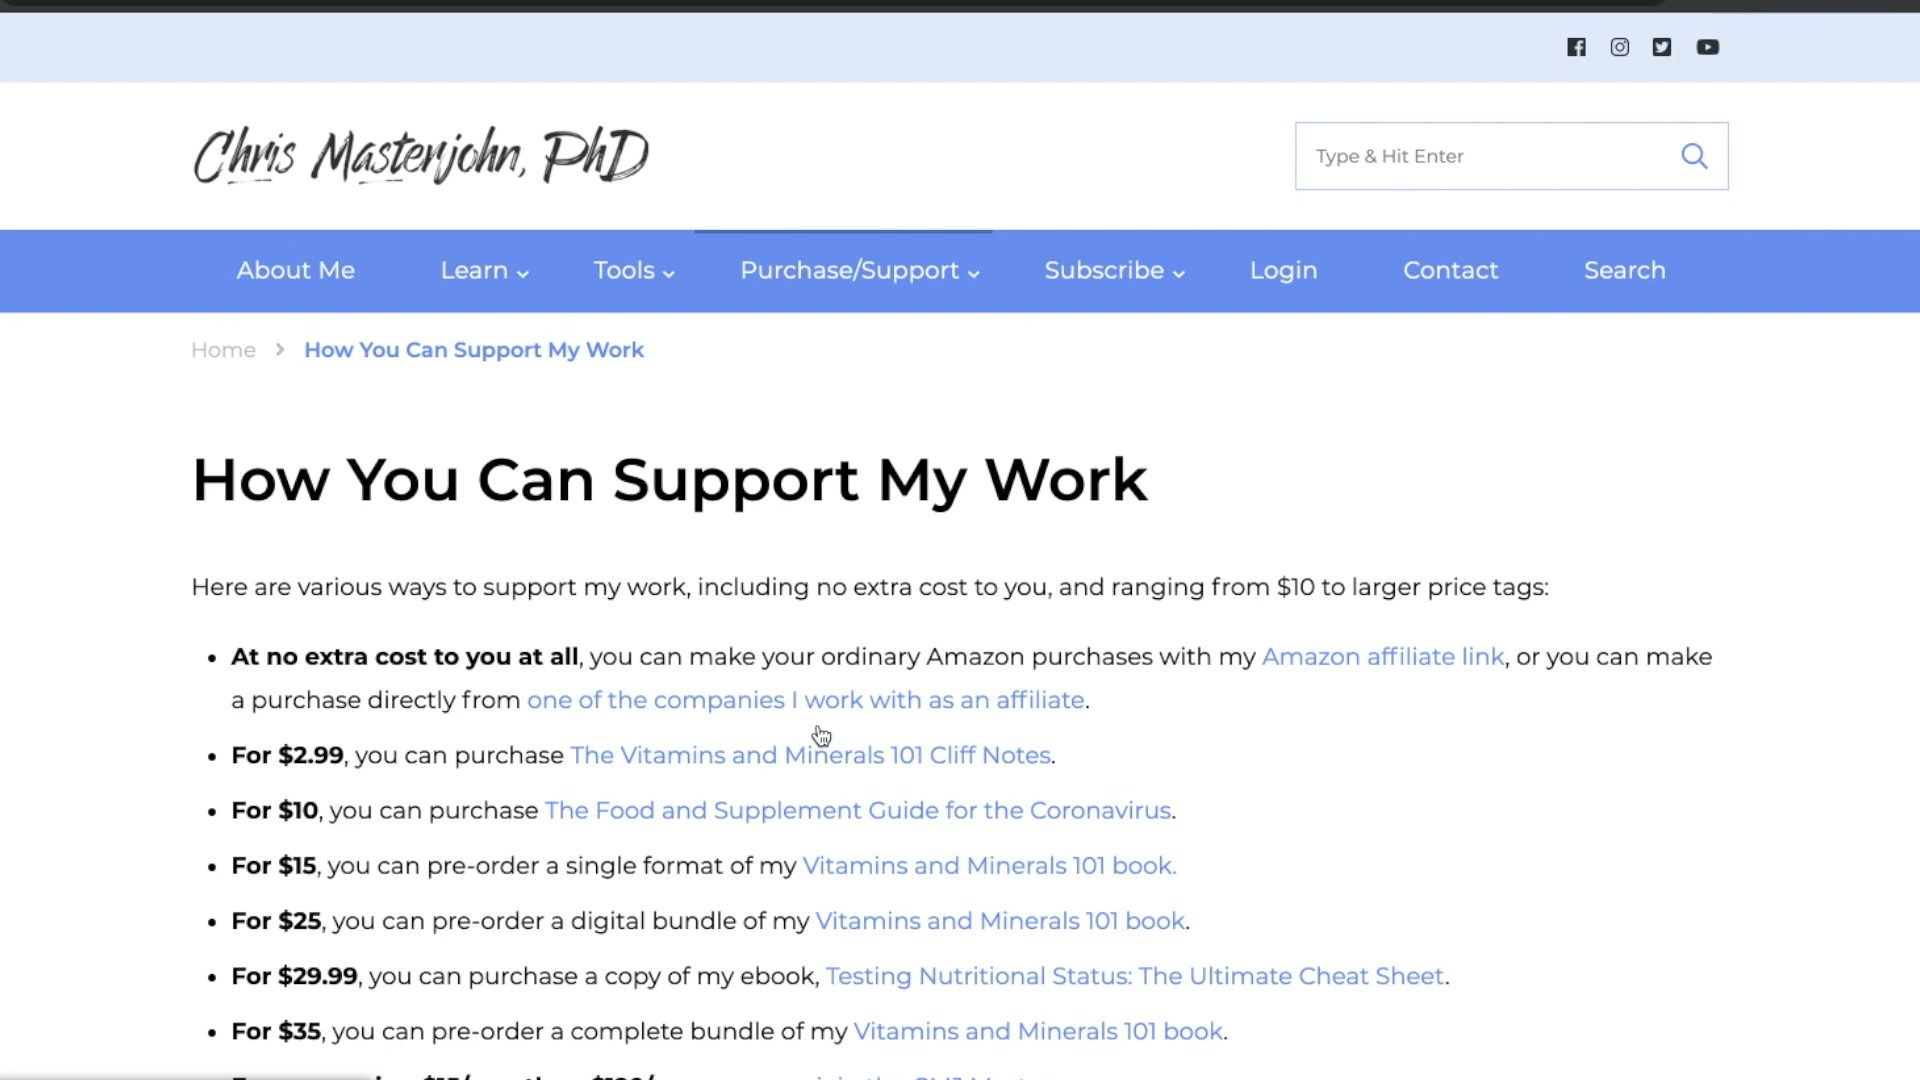 Chris Masterjohn, PhD
Type & Hit Enter
About Me Learn Tools Purchase/Support Subscribe Login Contact Search
Home > How You Can Support My Work
How You Can Support My Work
Here are various ways to support my work, including no extra cost to you, and ranging from $10 to larger price tags:
• At no extra cost to you at all, you can make your ordinary Amazon purchases with my Amazon affiliate link, or you can make
a purchase directly from one of the companies I work with as an affiliate.
• For $2.99, you can purchase The Vitamins and Minerals 101 Cliff Notes.
• For $10, you can purchase The Food and Supplement Guide for the Coronavirus.
• For $15, you can pre-order a single format of my Vitamins and Minerals 101 book.
• For $25, you can pre-order a digital bundle of my Vitamins and Minerals 101 book.
• For $29.99, you can purchase a copy of my ebook, Testing Nutritional Status: The Ultimate Cheat Sheet.
• For $35, you can pre-order a complete bundle of my Vitamins and Minerals 101 book.